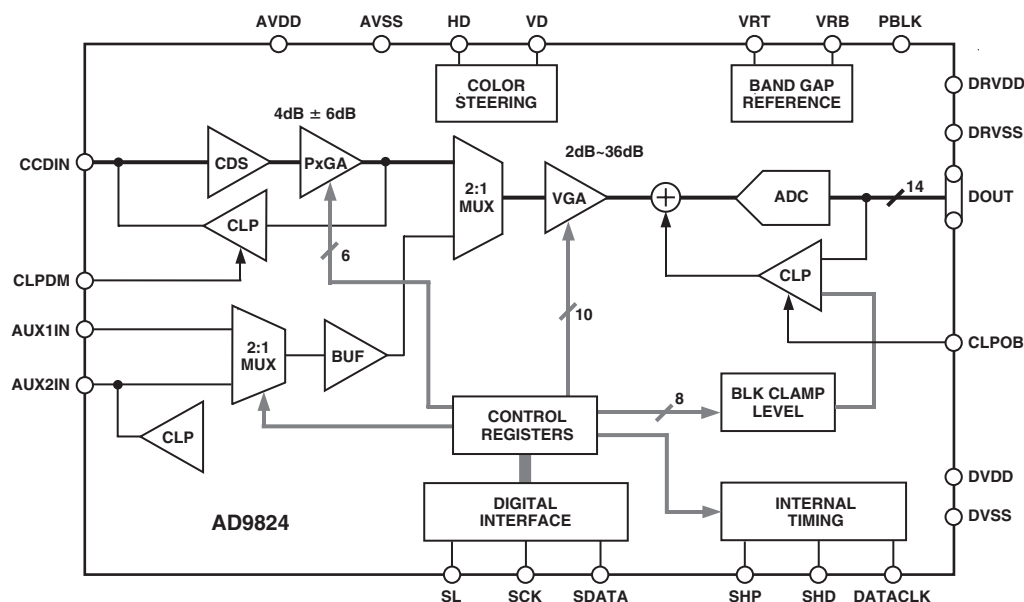 AVDD
AVSS
HD
VD
VRT
VRB
PBLK
COLOR
STEERING
BAND GAP
REFERENCE
DRVDD
DRVSS
4dB ± 6dB
2dB~36dB
CCDIN
CDS
PxGA
2:1
MUX
VGA
ADC
14
DOUT
CLP
6
CLP
CLPDM
10
AUX1IN
2:1
MUX
BUF
CLPOB
AUX2IN
CLP
CONTROL
REGISTERS
8
BLK CLAMP
LEVEL
DVDD
DVSS
AD9824
DIGITAL
INTERFACE
INTERNAL
TIMING
SL
SCK
SDATA
SHP
SHD
DATACLK